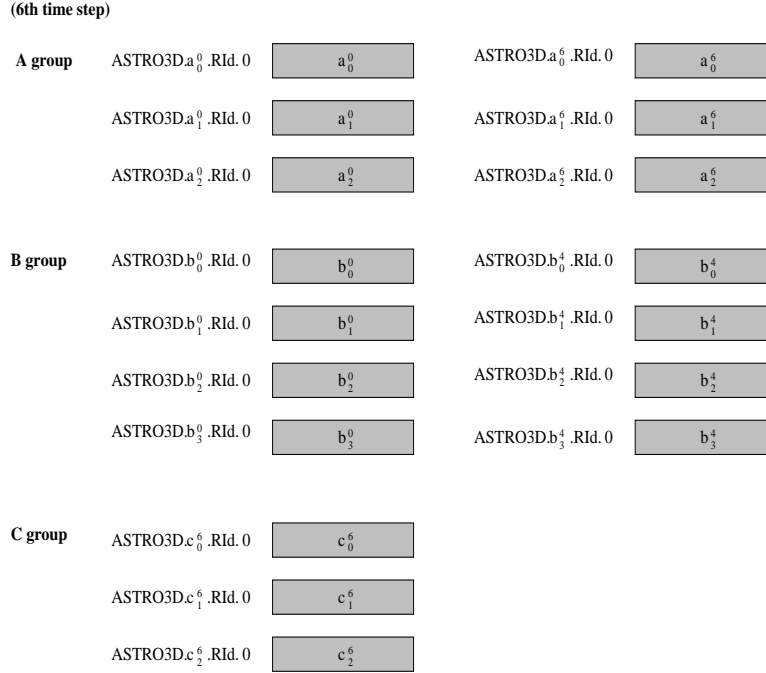 (6th time step)
A group ASTRO3D.a⁰₀.RId. 0 a⁰₀ ASTRO3D.a⁶₀.RId. 0 a⁶₀
ASTRO3D.a⁰₁.RId. 0 a⁰₁ ASTRO3D.a⁶₁.RId. 0 a⁶₁
ASTRO3D.a⁰₂.RId. 0 a⁰₂ ASTRO3D.a⁶₂.RId. 0 a⁶₂
B group ASTRO3D.b⁰₀.RId. 0 b⁰₀ ASTRO3D.b⁴₀.RId. 0 b⁴₀
ASTRO3D.b⁰₁.RId. 0 b⁰₁ ASTRO3D.b⁴₁.RId. 0 b⁴₁
ASTRO3D.b⁰₂.RId. 0 b⁰₂ ASTRO3D.b⁴₂.RId. 0 b⁴₂
ASTRO3D.b⁰₃.RId. 0 b⁰₃ ASTRO3D.b⁴₃.RId. 0 b⁴₃
C group ASTRO3D.c⁶₀.RId. 0 c⁶₀
ASTRO3D.c⁶₁.RId. 0 c⁶₁
ASTRO3D.c⁶₂.RId. 0 c⁶₂